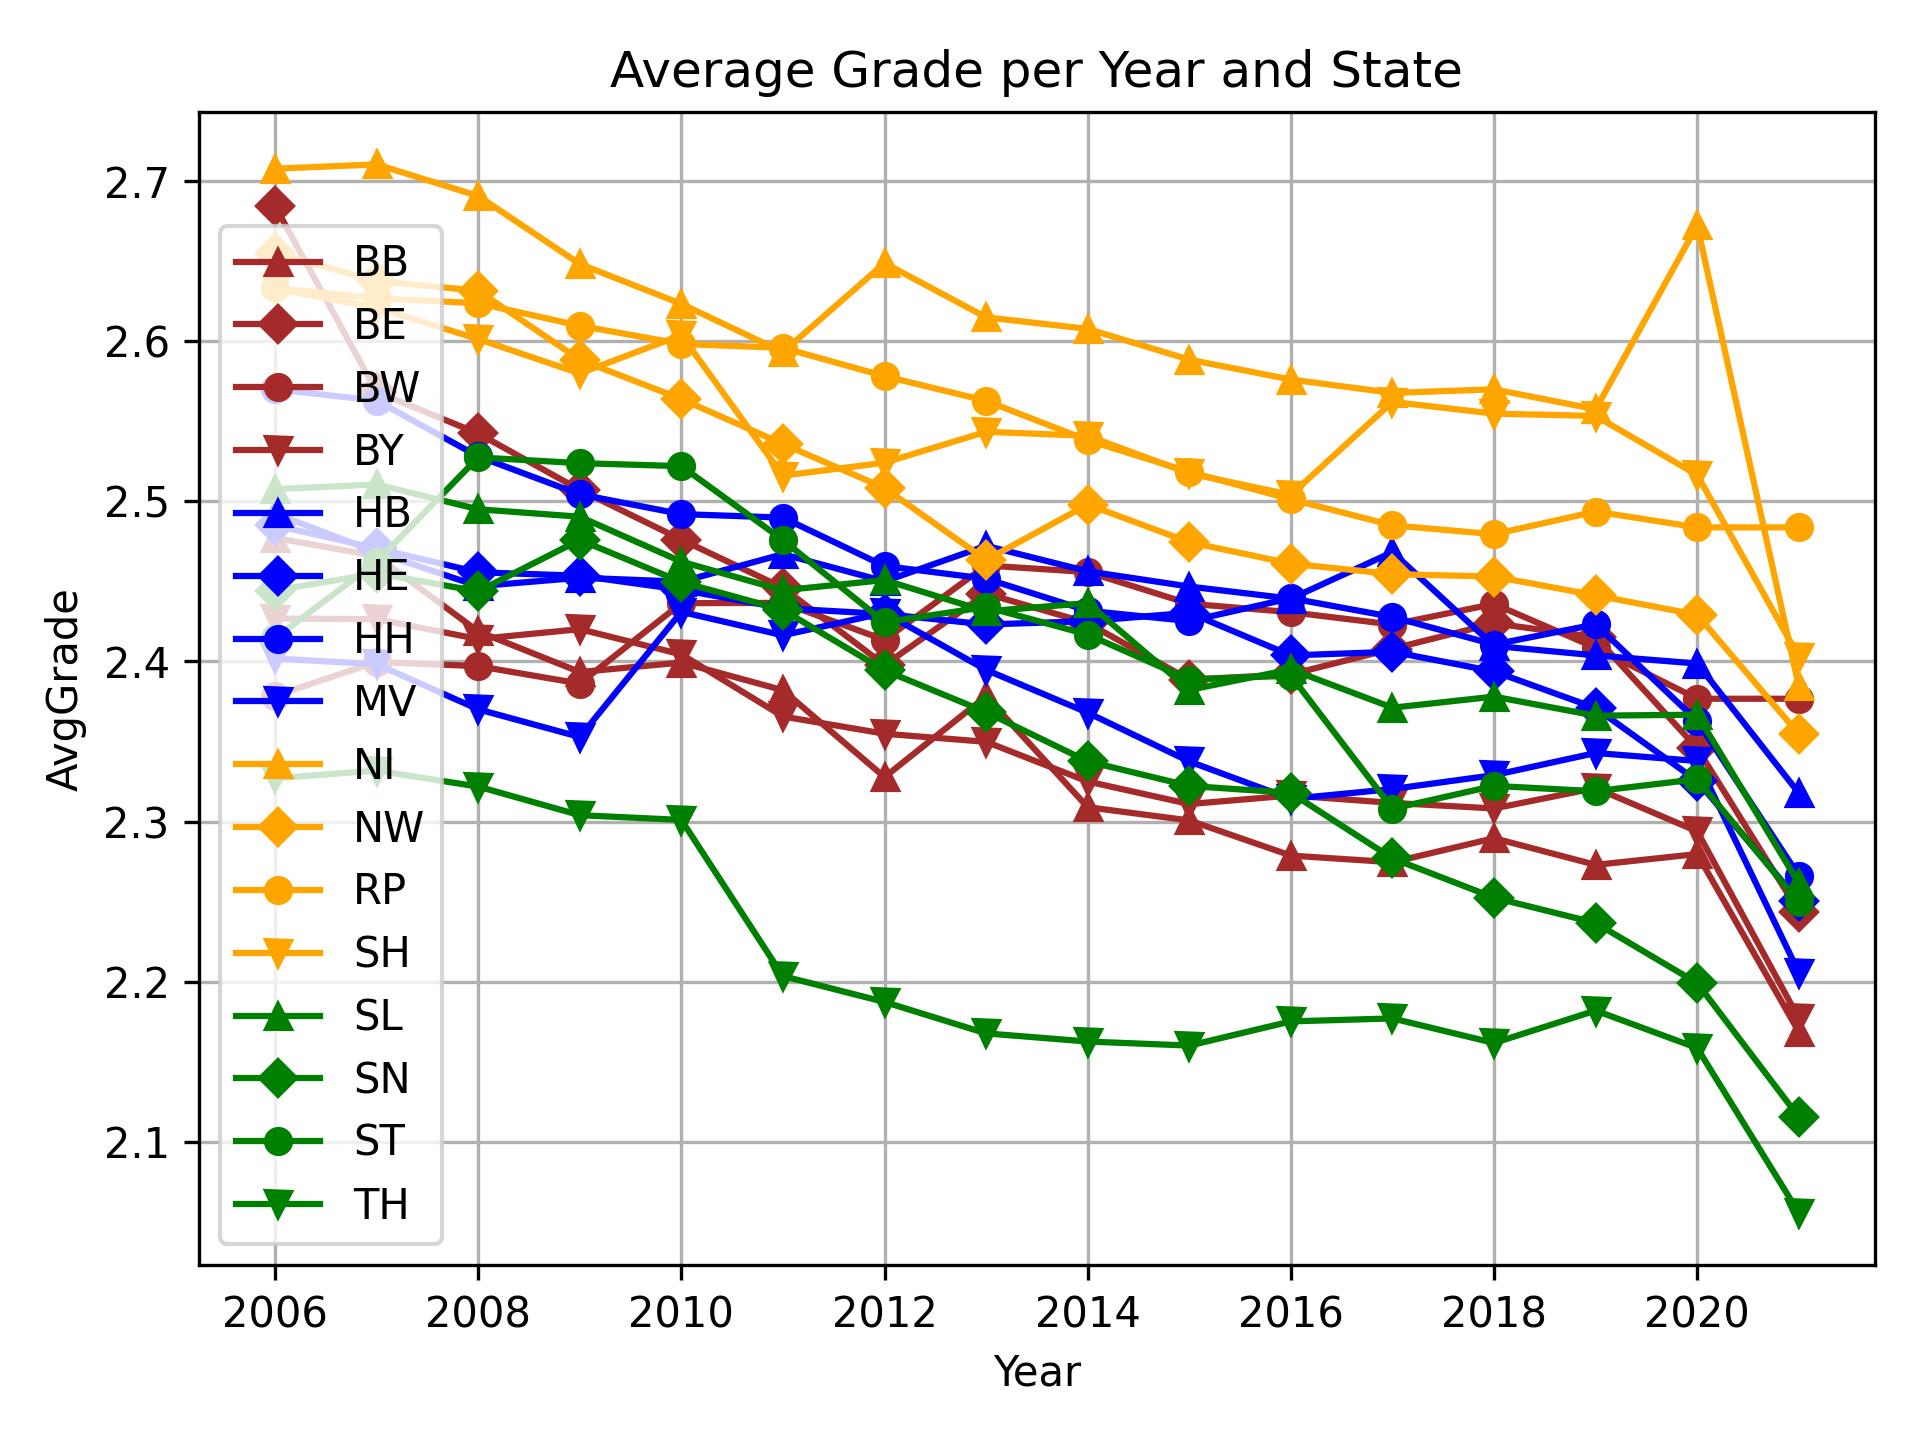 Average Grade per Year and State
AvgGrade
2.7
2.6
2.5
2.4
2.3
2.2
2.1
BB
BE
BW
BY
HB
HE
HH
MV
NI
NW
RP
SH
SL
SN
ST
TH
2006 2008 2010 2012 2014 2016 2018 2020
Year